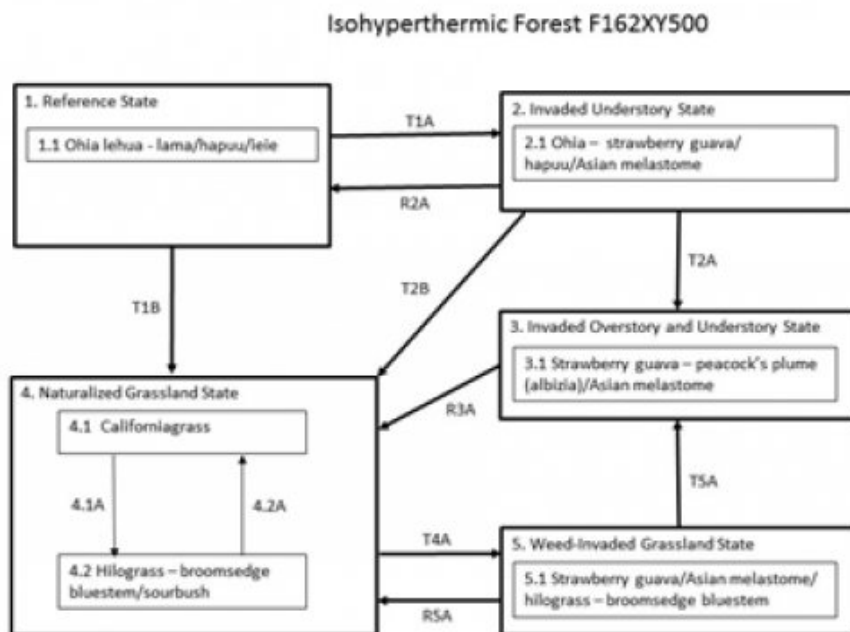 Isohyperthermic Forest F162XY500
1. Reference State
1.1 Ohia lehua - lama/hapuu/ieie
T1A
R2A
2. Invaded Understory State
2.1 Ohia – strawberry guava/
hapuu/Asian melastome
T1B
T2B
T2A
3. Invaded Overstory and Understory State
3.1 Strawberry guava – peacock's plume
(albizia)/Asian melastome
R3A
4. Naturalized Grassland State
4.1 Californiagrass
4.1A
4.2A
4.2 Hilograss – broomsedge
bluestem/sourbush
T4A
R5A
T5A
5. Weed-Invaded Grassland State
5.1 Strawberry guava/Asian melastome/
hilograss – broomsedge bluestem